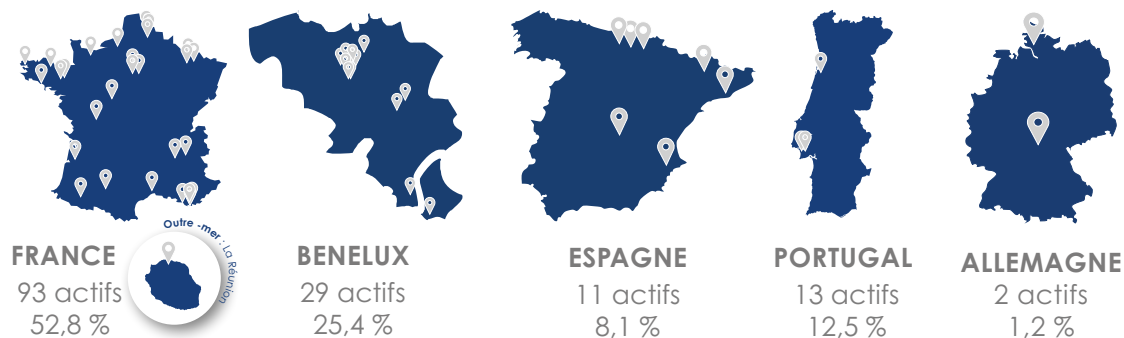 Outre -mer : La Réunion
FRANCE
93 actifs
52,8 %
BENELUX
29 actifs
25,4 %
ESPAGNE
11 actifs
8,1 %
PORTUGAL
13 actifs
12,5 %
ALLEMAGNE
2 actifs
1,2 %